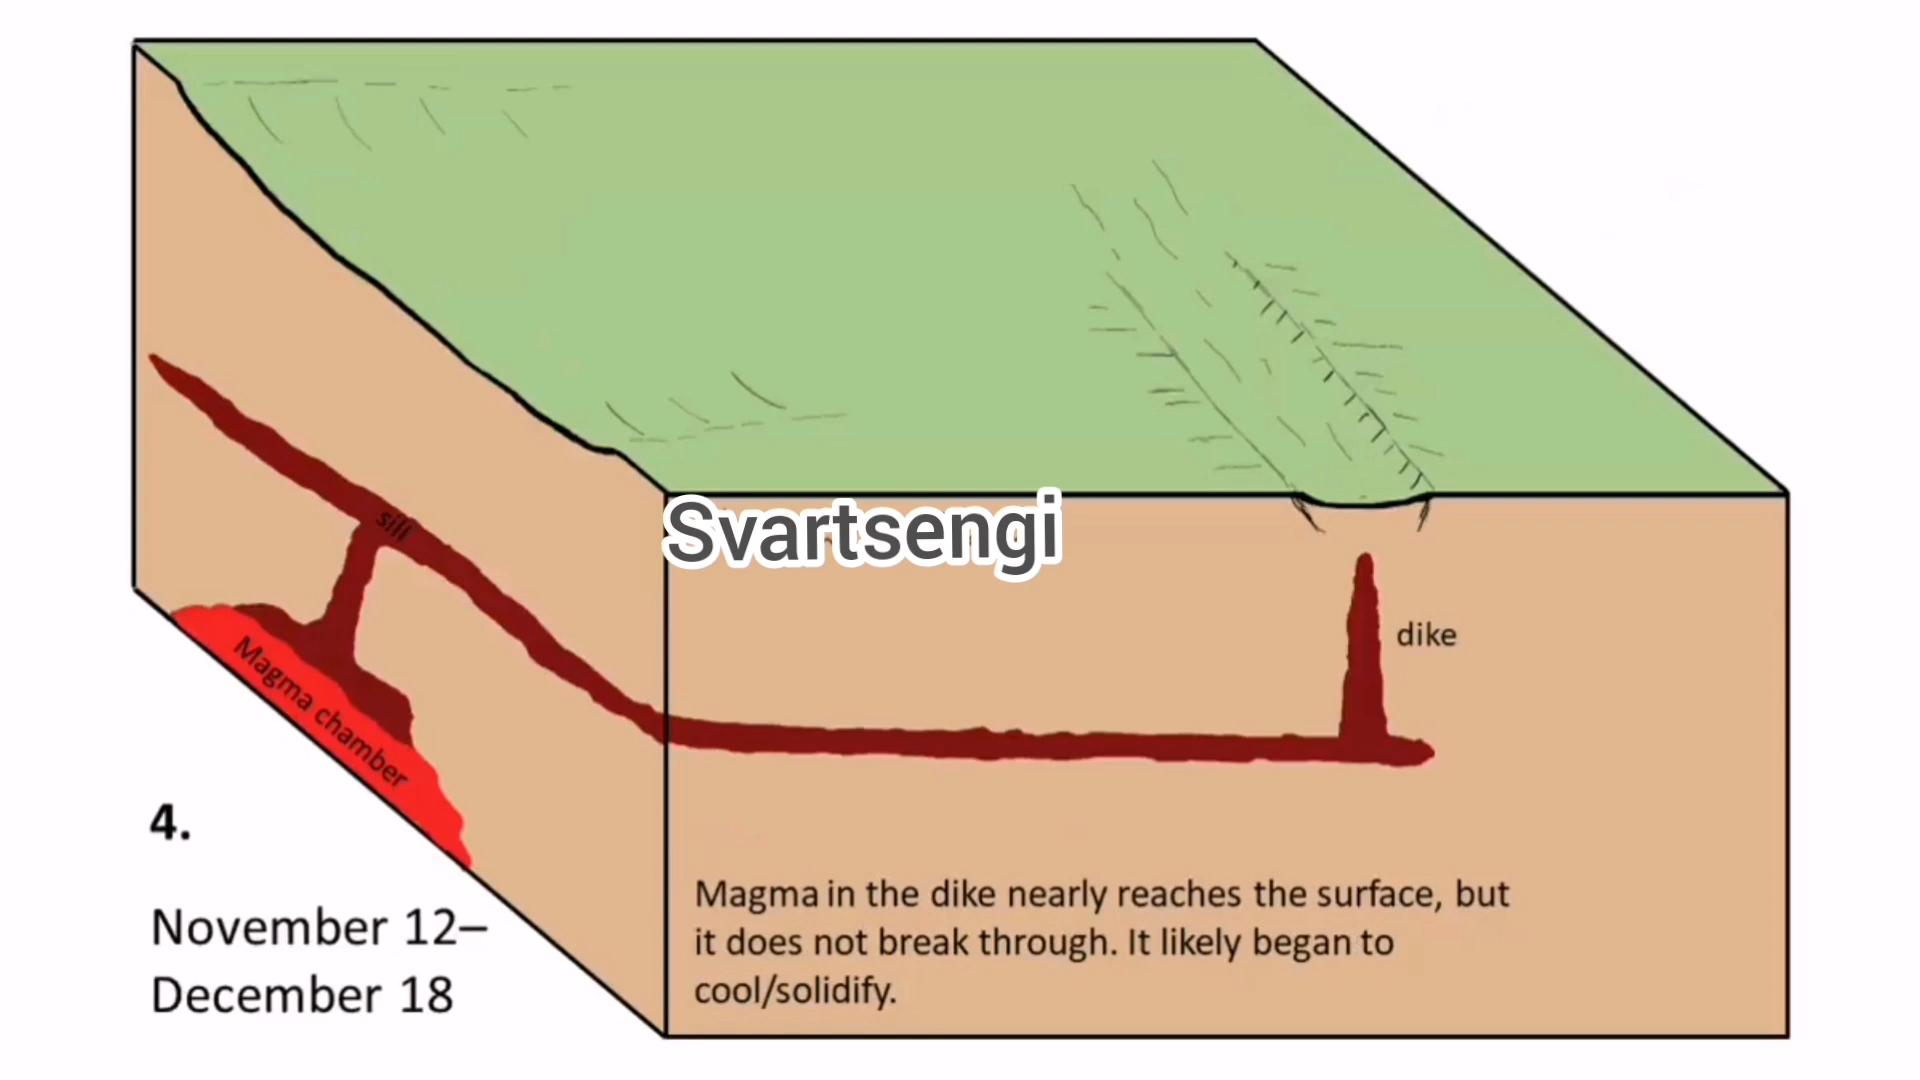 Svartsengi
sill
dike
Magma chamber
4.
November 12–
December 18
Magma in the dike nearly reaches the surface, but
it does not break through. It likely began to
cool/solidify.